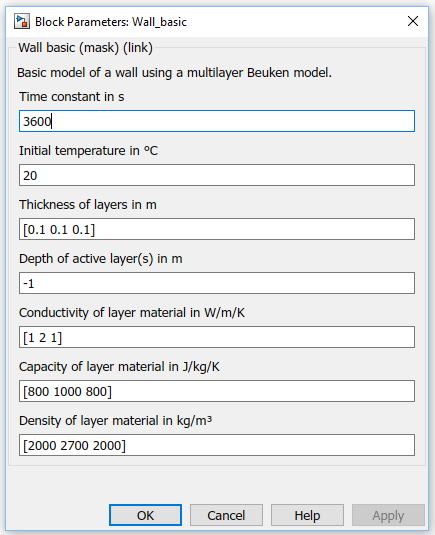 Block Parameters: Wall_basic
Wall basic (mask) (link)
Basic model of a wall using a multilayer Beuken model.
Time constant in s
3600
Initial temperature in ºC
20
Thickness of layers in m
[0.1 0.1 0.1]
Depth of active layer(s) in m
-1
Conductivity of layer material in W/m/K
[1 2 1]
Capacity of layer material in J/kg/K
[800 1000 800]
Density of layer material in kg/m³
[2000 2700 2000]
OK Cancel Help Apply